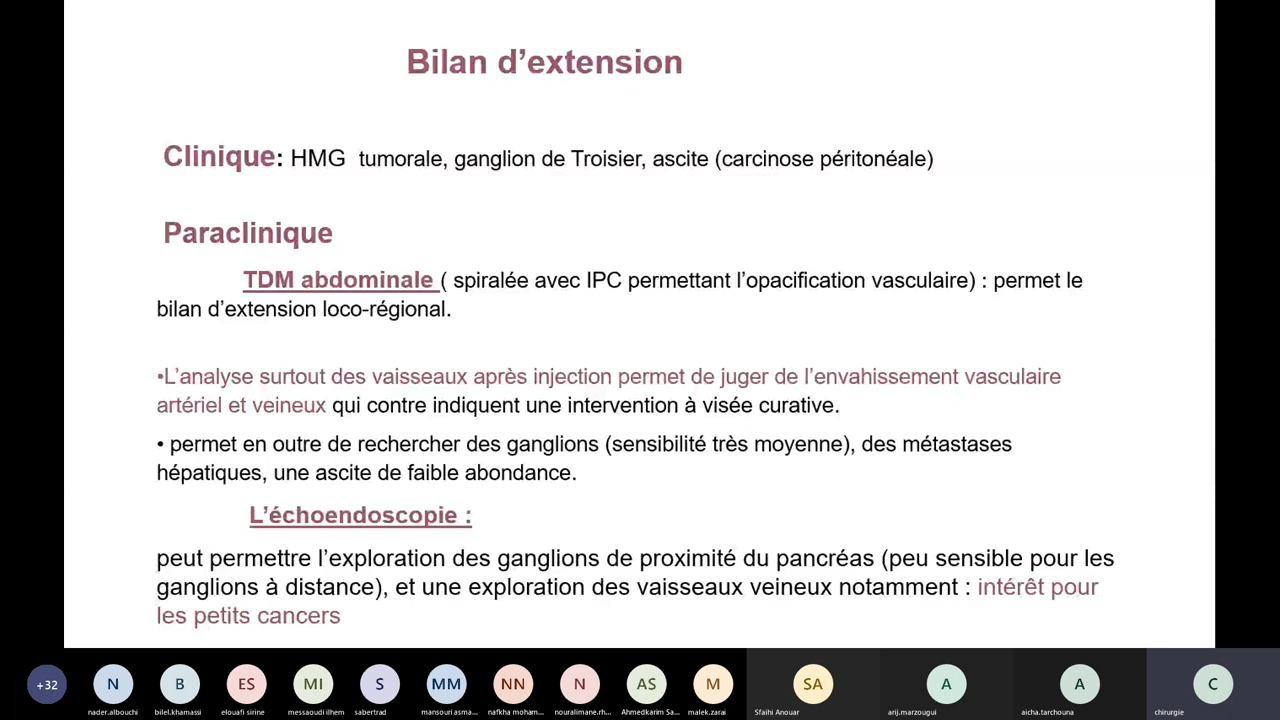 Bilan d’extension
Clinique: HMG tumorale, ganglion de Troisier, ascite (carcinose péritonéale)
Paraclinique
TDM abdominale ( spiralée avec IPC permettant l’opacification vasculaire) : permet le
bilan d’extension loco-régional.
•L’analyse surtout des vaisseaux après injection permet de juger de l’envahissement vasculaire
artériel et veineux qui contre indiquent une intervention à visée curative.
• permet en outre de rechercher des ganglions (sensibilité très moyenne), des métastases
hépatiques, une ascite de faible abondance.
L’échoendoscopie :
peut permettre l’exploration des ganglions de proximité du pancréas (peu sensible pour les
ganglions à distance), et une exploration des vaisseaux veineux notamment : intérêt pour
les petits cancers
+32 N B ES MI S MM NN N AS M SA A A C
nader.albouchi bilel.khamassi elouafi sirine messaoudi ilhem sabertrad mansouri asma... nafkha moham... nouralimane.rh... Ahmedkarim Sa... malek.zarai Sfaihi Anouar arij.marzougui aicha.tarchouna chirurgie